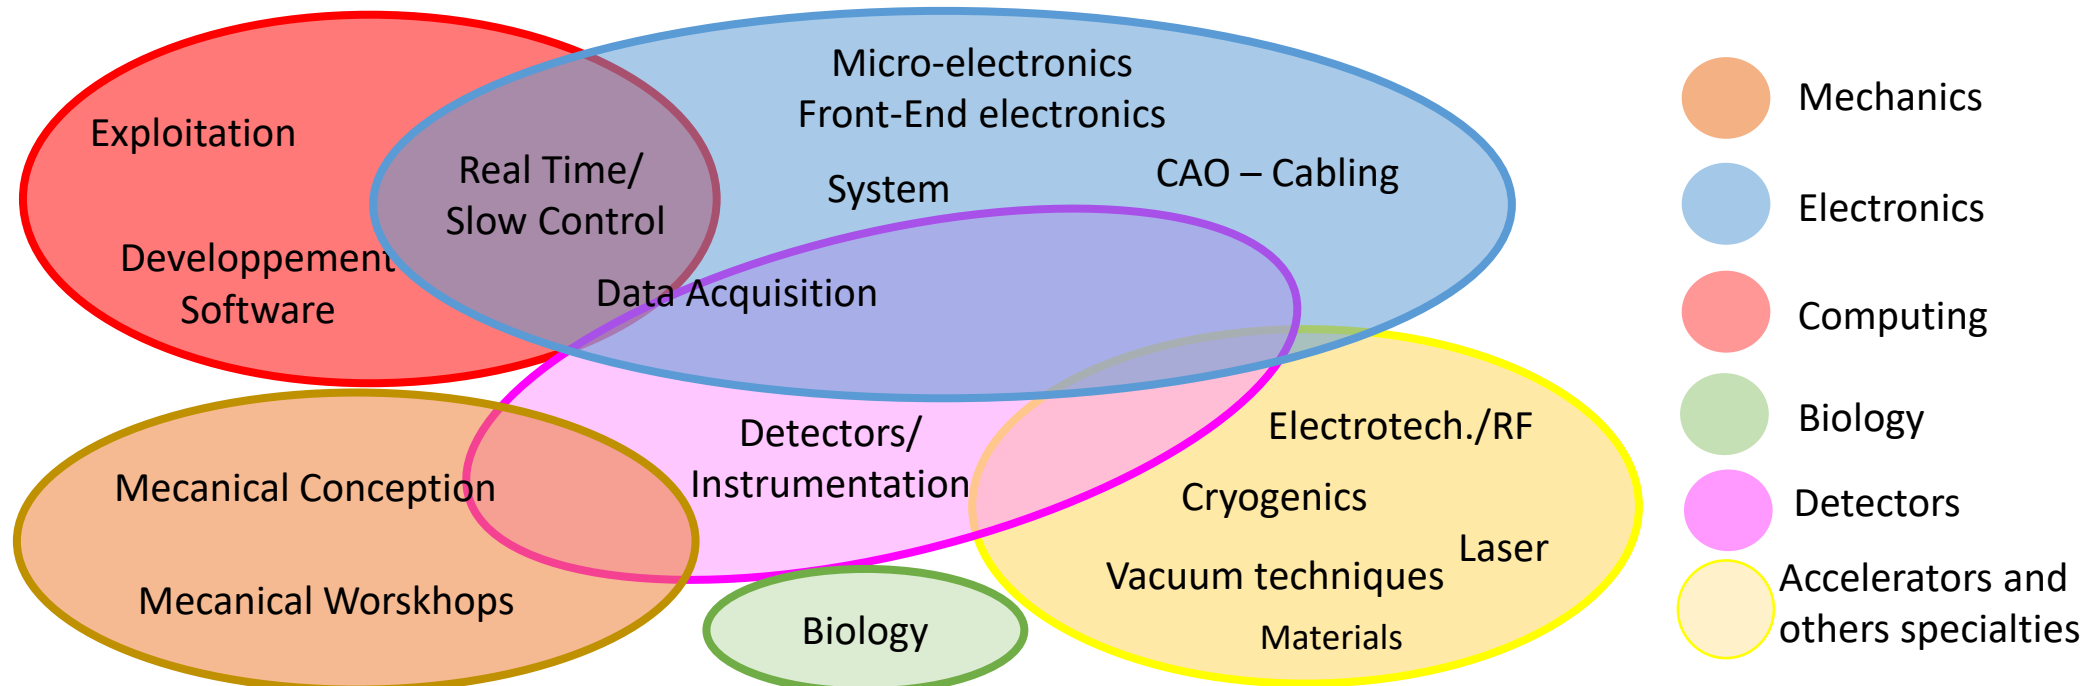 Exploitation
Real Time/
Slow Control
Developpement
Software
Micro-electronics
Front-End electronics
System
CAO – Cabling
Data Acquisition
Detectors/
Instrumentation
Mecanical Conception
Mecanical Worskhops
Biology
Electrotech./RF
Cryogenics
Laser
Vacuum techniques
Materials
Mechanics
Electronics
Computing
Biology
Detectors
Accelerators and
others specialties